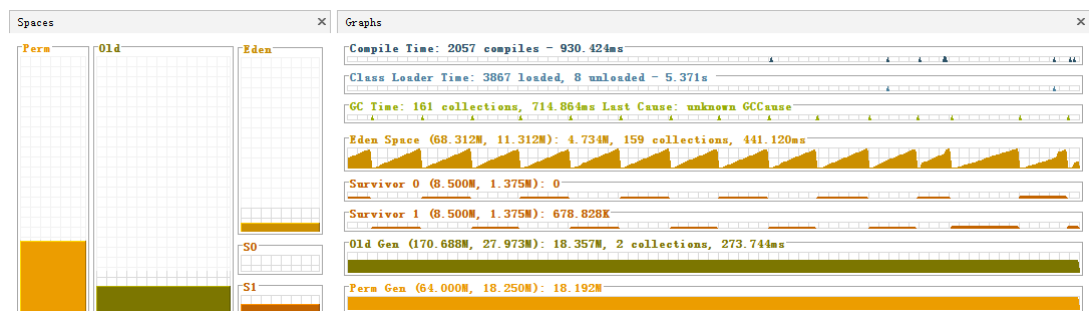 Spaces
Graphs
Perm
Old
Eden
S0
S1
Compile Time: 2057 compiles - 930.424ms
Class Loader Time: 3867 loaded, 8 unloaded - 5.371s
GC Time: 161 collections, 714.864ms Last Cause: unknown GCCause
Eden Space (68.312M, 11.312M): 4.734M, 159 collections, 441.120ms
Survivor 0 (8.500M, 1.375M): 0
Survivor 1 (8.500M, 1.375M): 678.828K
Old Gen (170.688M, 27.973M): 18.357M, 2 collections, 273.744ms
Perm Gen (64.000M, 18.250M): 18.192M